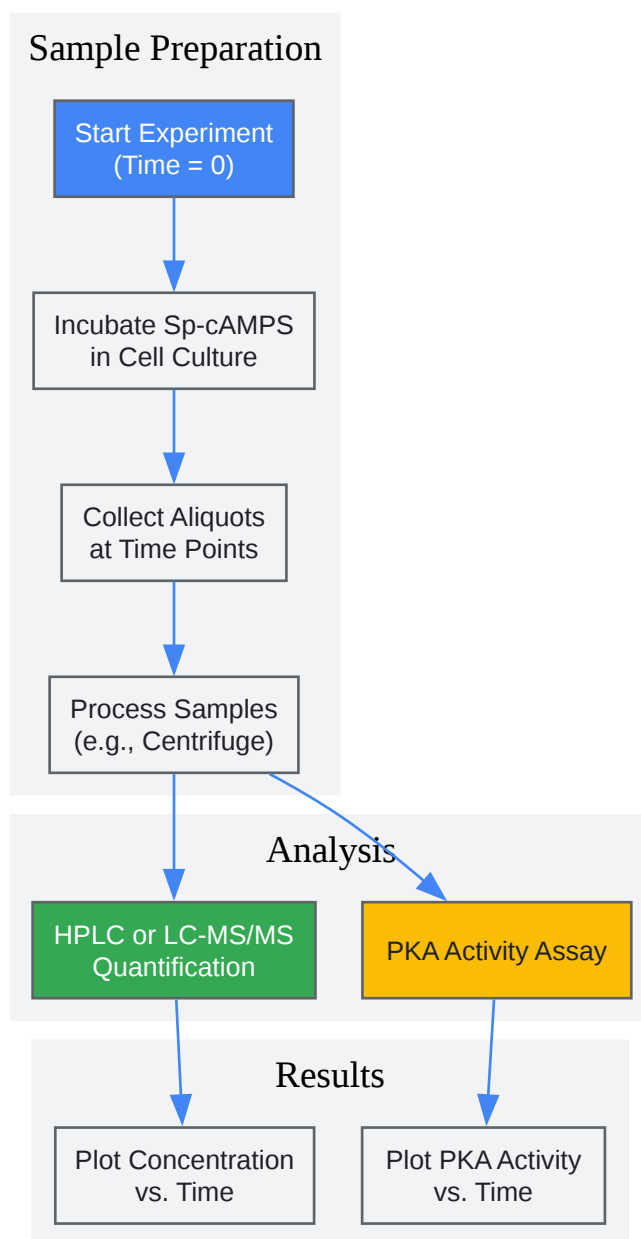 Sample Preparation
Start Experiment
(Time = 0)
Incubate Sp-cAMPS
in Cell Culture
Collect Aliquots
at Time Points
Process Samples
(e.g., Centrifuge)
Analysis
HPLC or LC-MS/MS
Quantification
PKA Activity Assay
Results
Plot Concentration
vs. Time
Plot PKA Activity
vs. Time